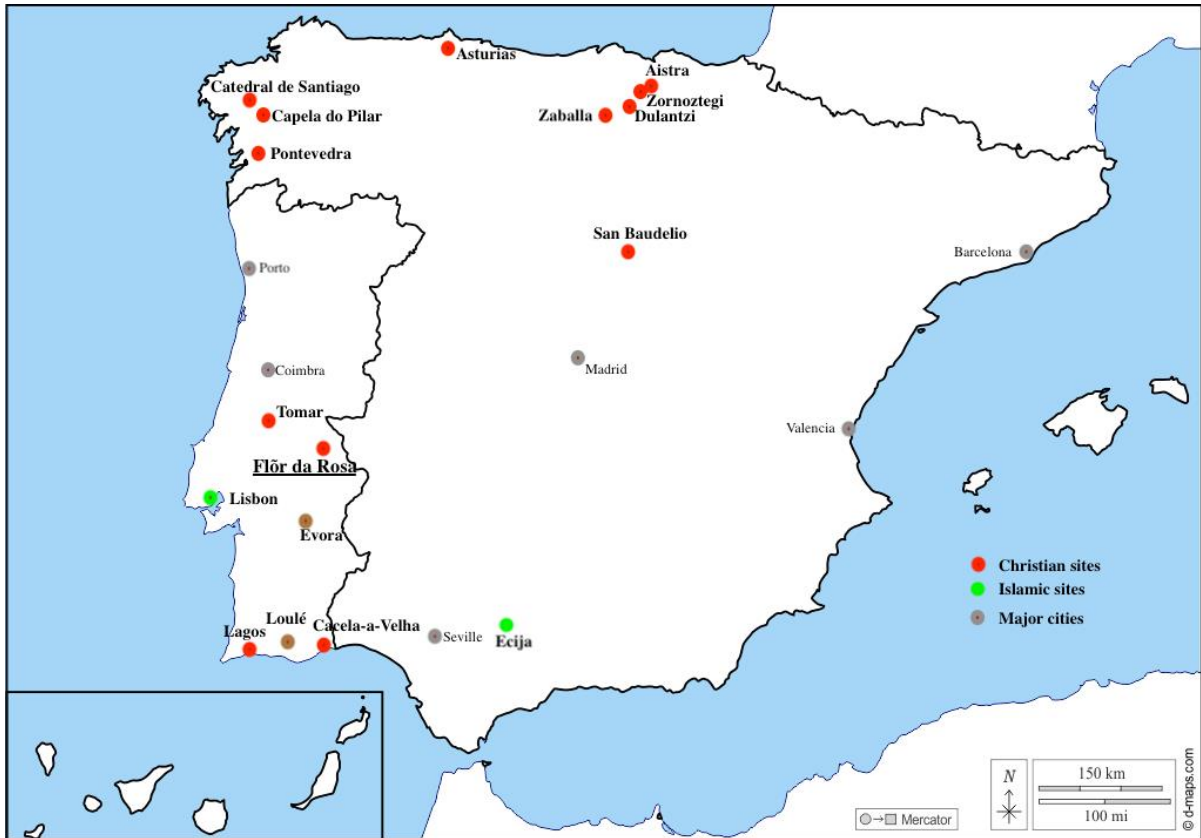 Asturias
Aistra
Catedral de Santiago
Zornoztegi
Capela do Pilar
Zaballa
Dulantzi
Pontevedra
San Baudelio
Barcelona
Porto
Madrid
Coimbra
Tomar
Valencia
Flõr da Rosa
Lisbon
Évora
Christian sites
Islamic sites
Major cities
Loulé
Cacela-a-Velha
Lagos
Seville
Ecija
N
150 km
100 mi
Mercator
© d-maps.com